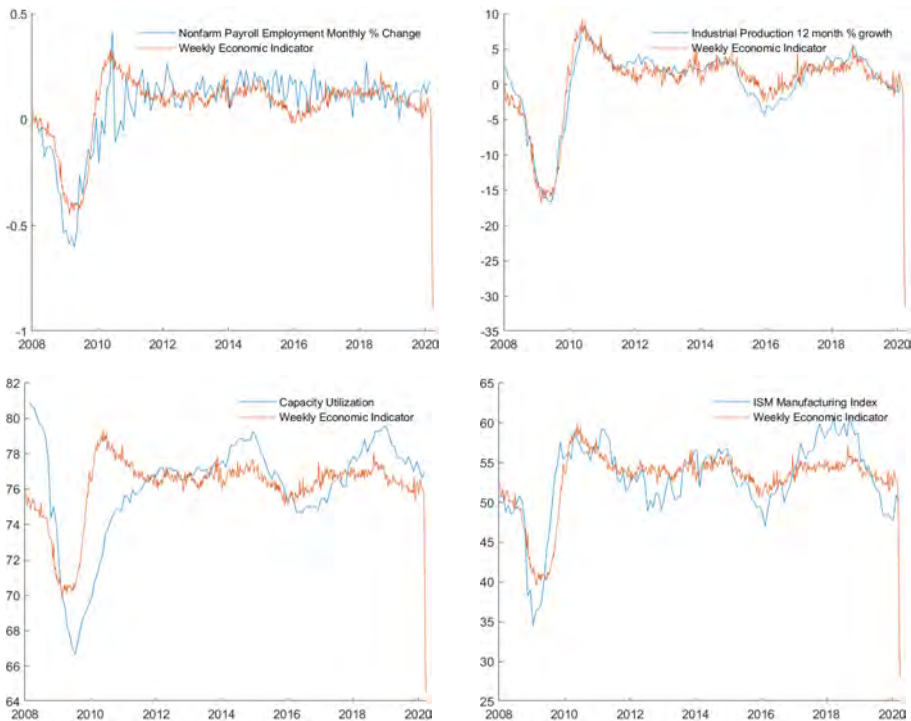 0.5
Nonfarm Payroll Employment Monthly % Change
Weekly Economic Indicator
0
-0.5
-1
2008 2010 2012 2014 2016 2018 2020
10
Industrial Production 12 month % growth
Weekly Economic Indicator
5
0
-5
-10
-15
-20
-25
-30
-35
2008 2010 2012 2014 2016 2018 2020
82
Capacity Utilization
Weekly Economic Indicator
80
78
76
74
72
70
68
66
64
2008 2010 2012 2014 2016 2018 2020
65
ISM Manufacturing Index
Weekly Economic Indicator
60
55
50
45
40
35
30
25
2008 2010 2012 2014 2016 2018 2020